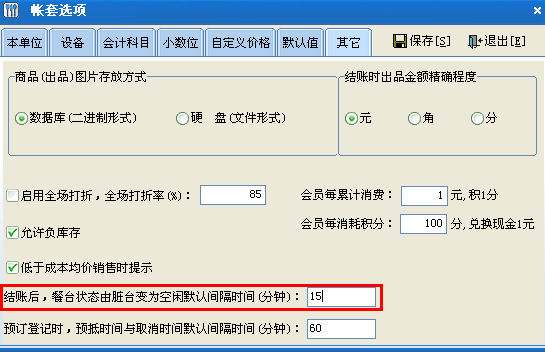 帐套选项
本单位 设备 会计科目 小数位 自定义价格 默认值 其它 保存[S] 退出[E]
商品(出品)图片存放方式 结账时出品金额精确程度
数据库(二进制形式) 硬 盘(文件形式) 元 角 分
启用全场打折，全场打折率(%)： 85 会员每累计消费： 1 元,积1分
会员每消耗积分： 100 分,兑换现金1元
允许负库存
低于成本均价销售时提示
结账后，餐台状态由脏台变为空闲默认间隔时间(分钟)： 15
预订登记时，预抵时间与取消时间默认间隔时间(分钟)： 60